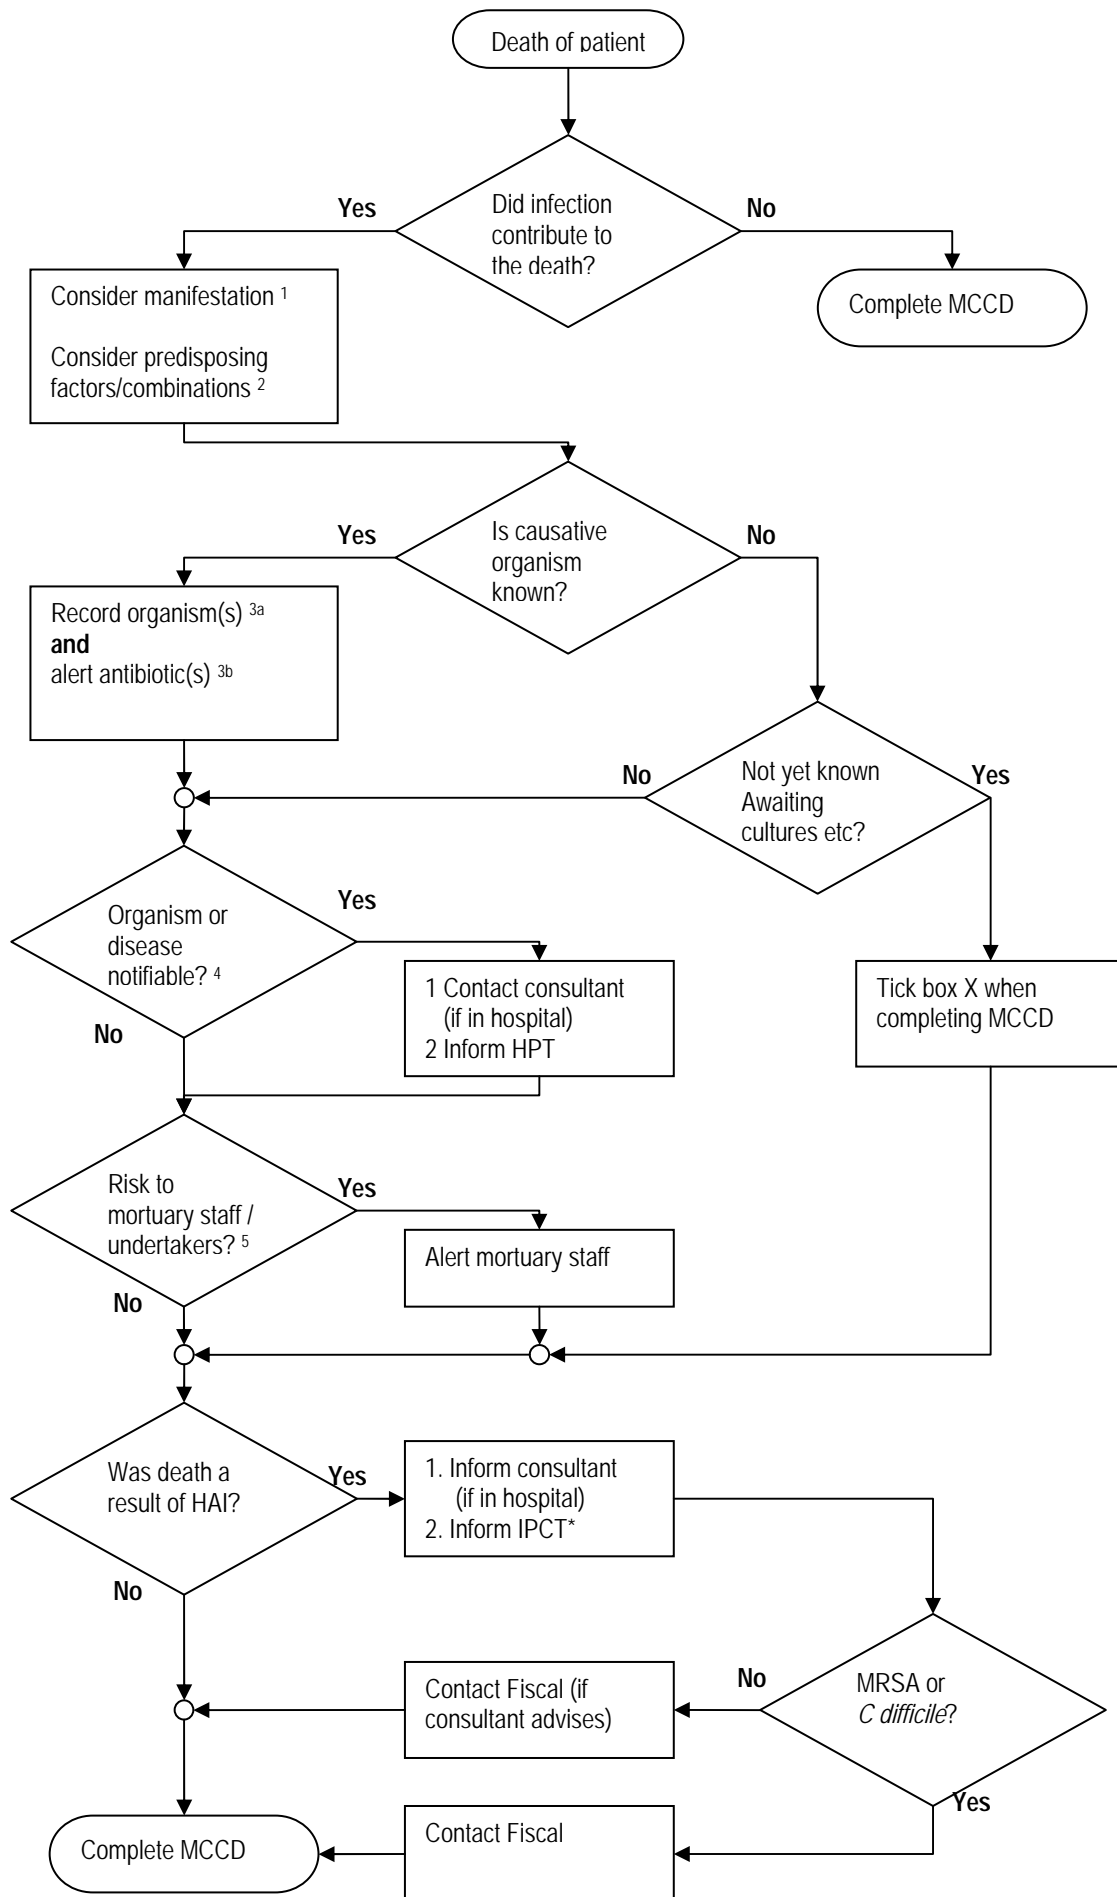 Death of patient
Did infection
contribute to
the death?
Yes
No
Consider manifestation 1
Consider predisposing
factors/combinations 2
Complete MCCD
Is causative
organism
known?
Yes
No
Record organism(s) 3a
and
alert antibiotic(s) 3b
Not yet known
Awaiting
cultures etc?
No
Yes
Organism or
disease
notifiable? 4
Yes
No
1 Contact consultant
(if in hospital)
2 Inform HPT
Tick box X when
completing MCCD
Risk to
mortuary staff /
undertakers? 5
Yes
No
Alert mortuary staff
Was death a
result of HAI?
Yes
No
1. Inform consultant
(if in hospital)
2. Inform IPCT*
MRSA or
C difficile?
No
Yes
Contact Fiscal (if
consultant advises)
Contact Fiscal
Complete MCCD